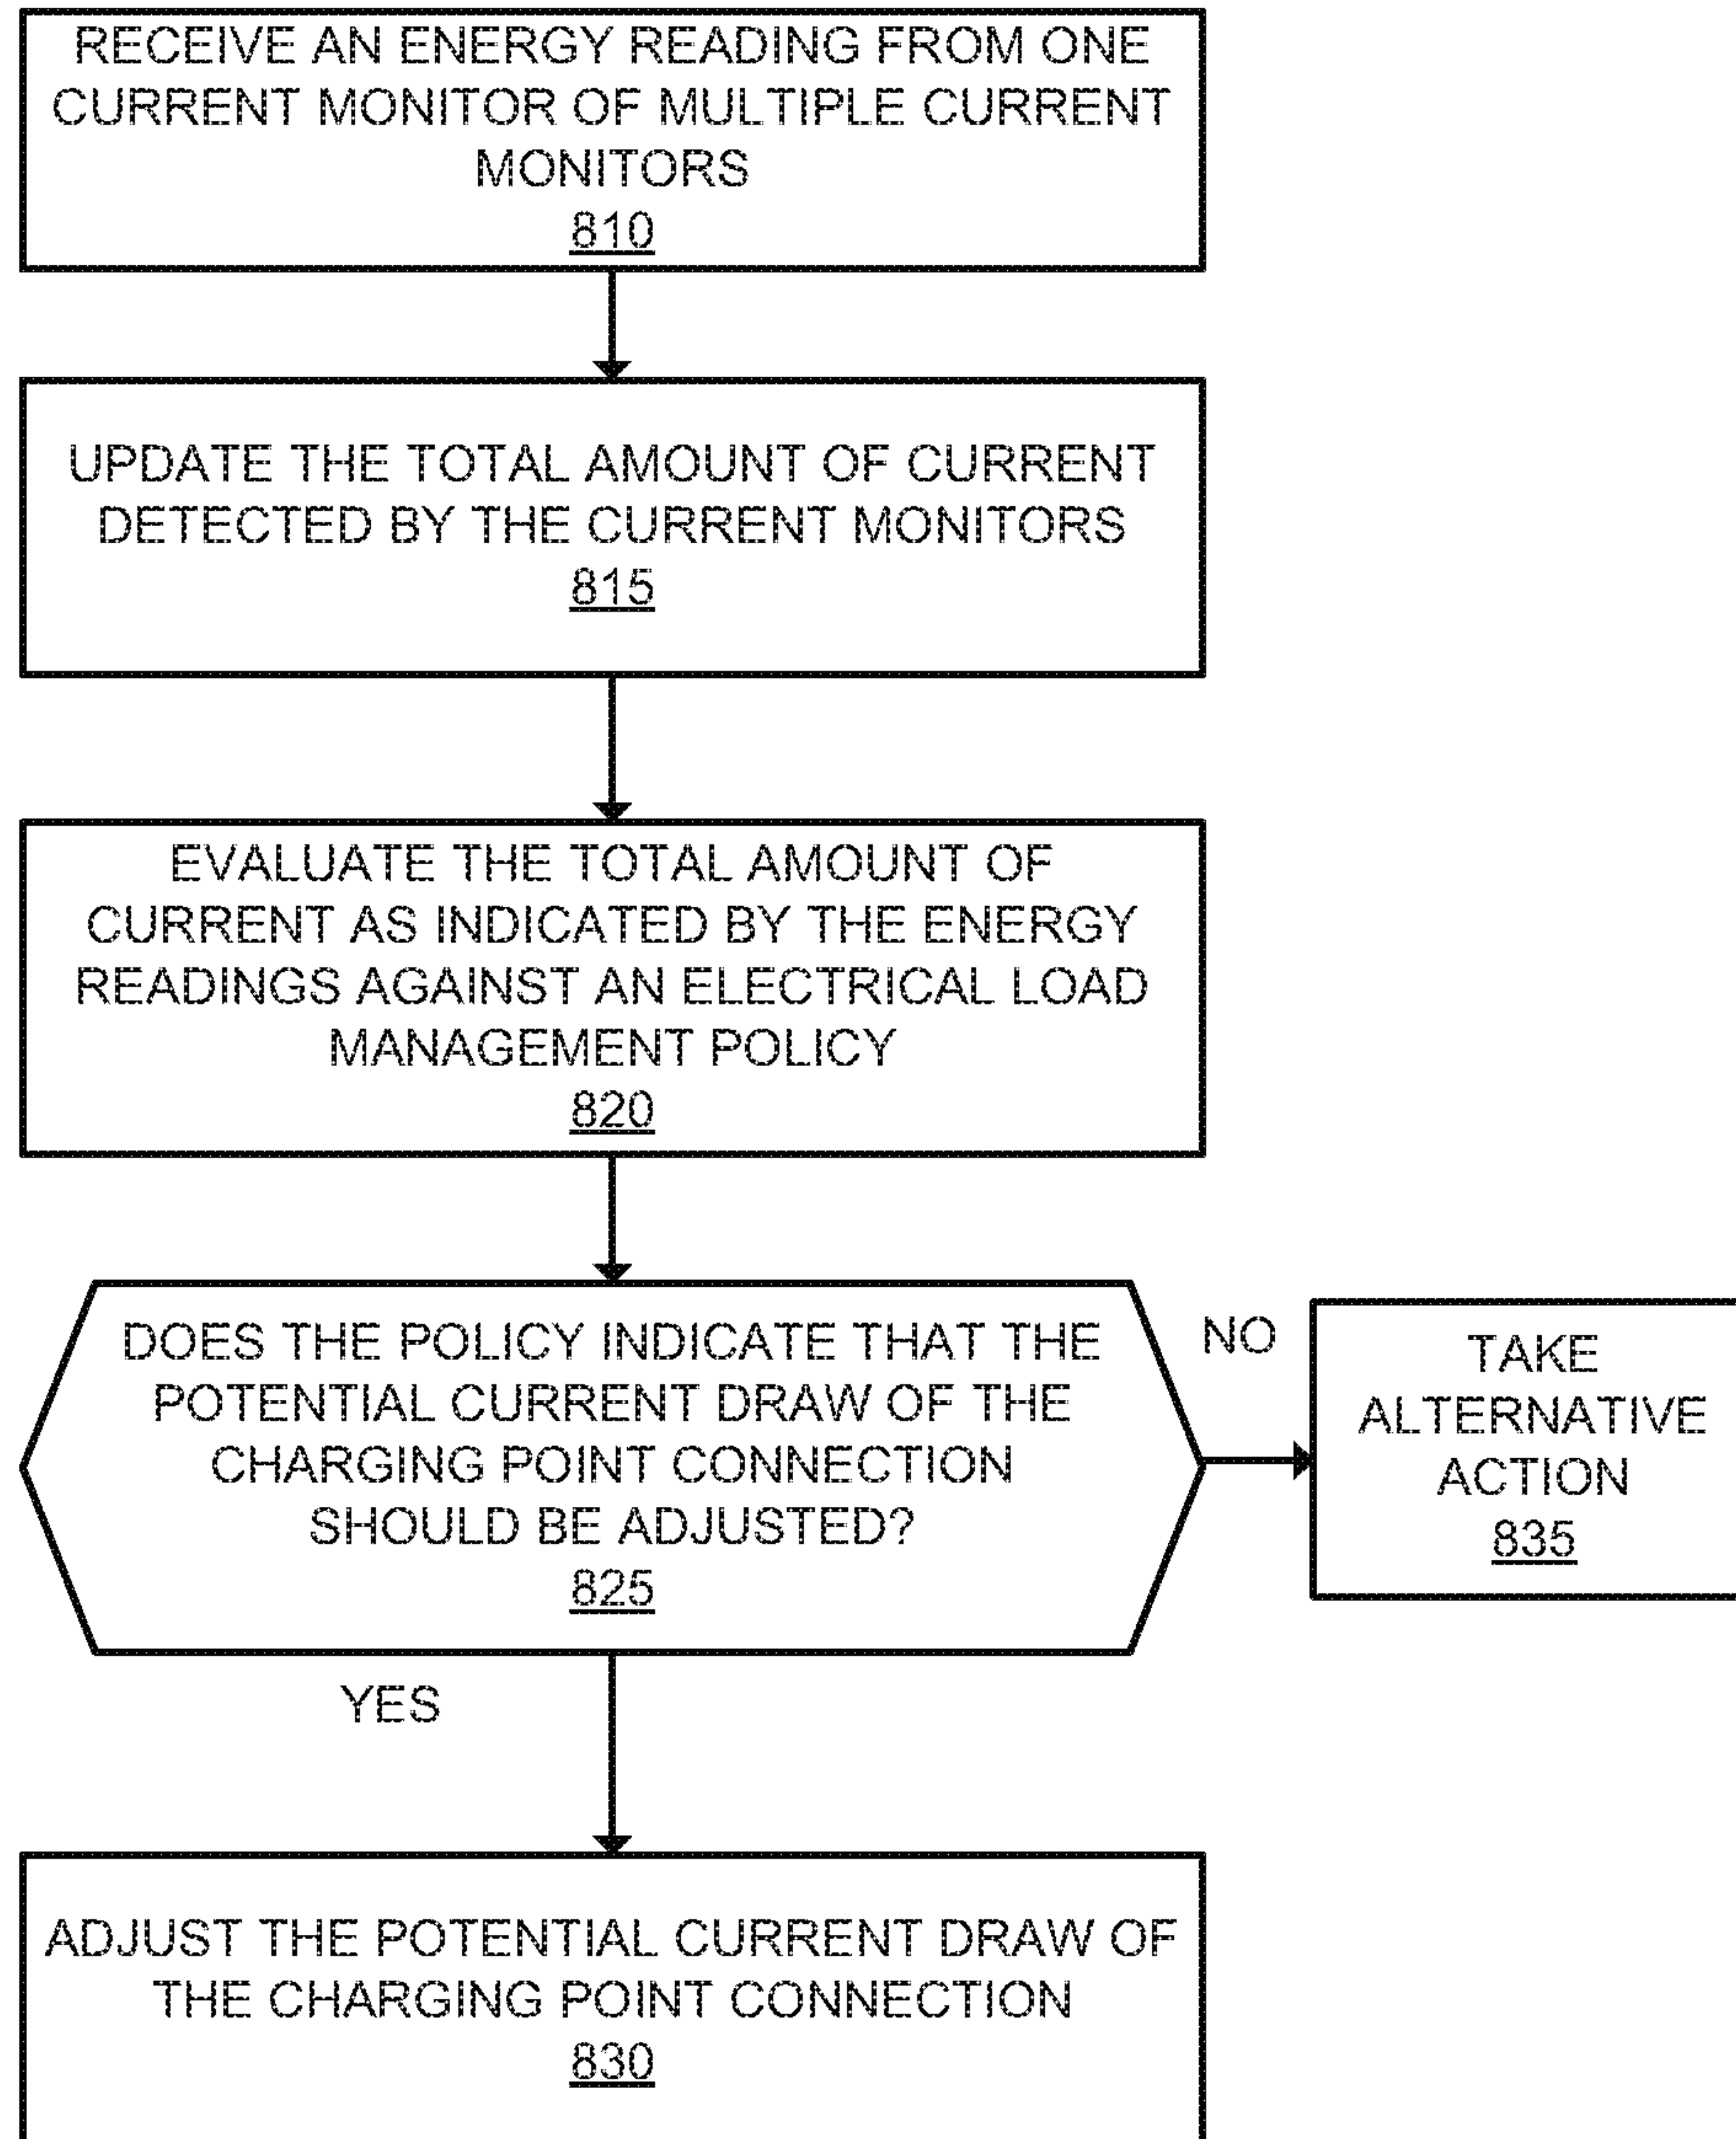 RECEIVE AN ENERGY READING FROM ONE
CURRENT MONITOR OF MULTIPLE CURRENT
MONITORS
810
UPDATE THE TOTAL AMOUNT OF CURRENT
DETECTED BY THE CURRENT MONITORS
815
EVALUATE THE TOTAL AMOUNT OF
CURRENT AS INDICATED BY THE ENERGY
READINGS AGAINST AN ELECTRICAL LOAD
MANAGEMENT POLICY
820
DOES THE POLICY INDICATE THAT THE
POTENTIAL CURRENT DRAW OF THE
CHARGING POINT CONNECTION
SHOULD BE ADJUSTED?
825
NO
TAKE
ALTERNATIVE
ACTION
835
YES
ADJUST THE POTENTIAL CURRENT DRAW OF
THE CHARGING POINT CONNECTION
830